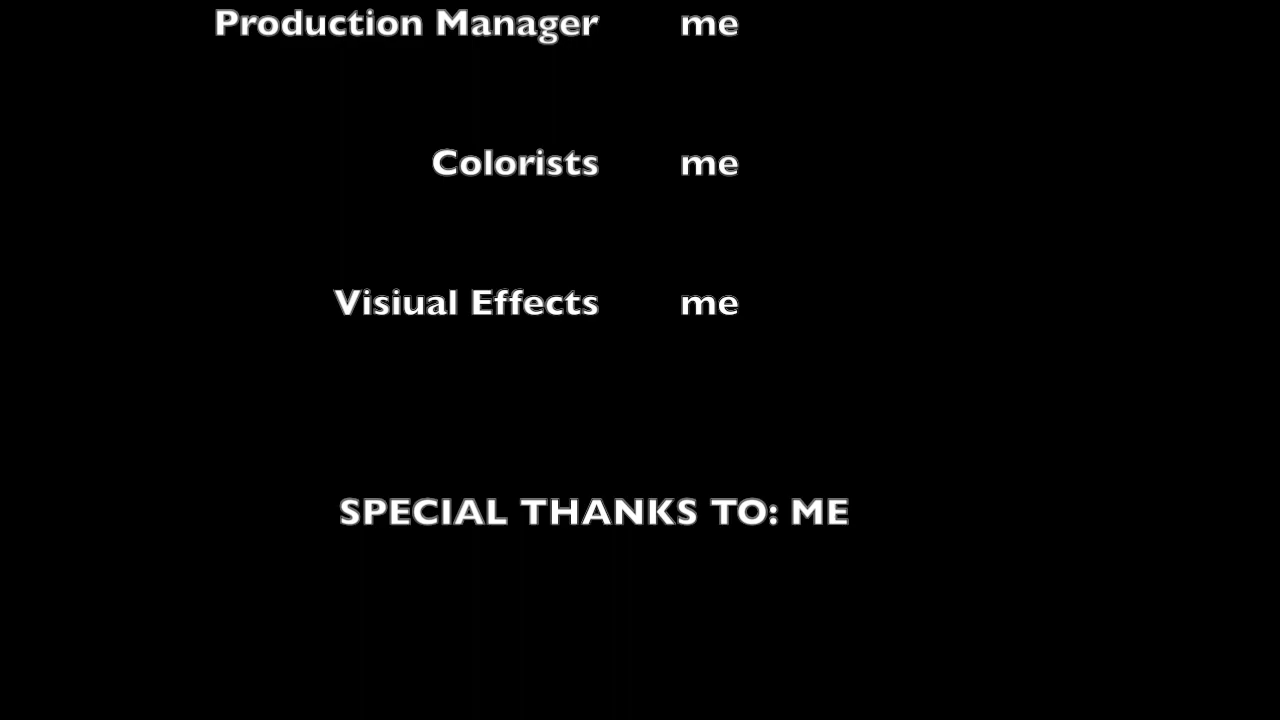 Production Manager me
Colorists me
Visiual Effects me
SPECIAL THANKS TO: ME